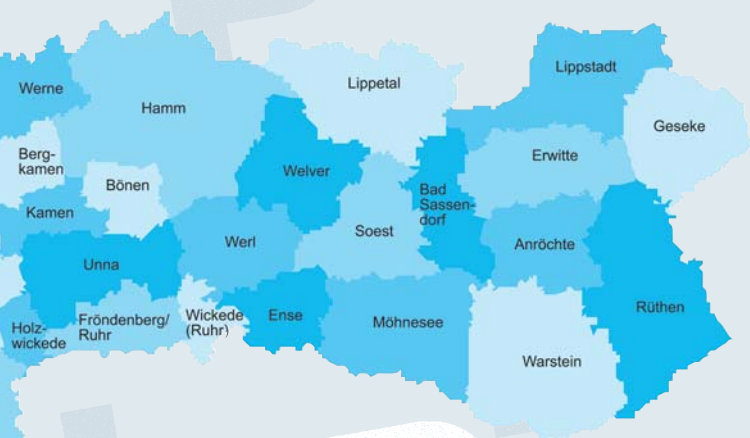 Werne
Hamm
Lippetal
Lippstadt
Geseke
Berg-
kamen
Bönen
Welver
Erwitte
Bad
Sassen-
dorf
Kamen
Werl
Soest
Anröchte
Unna
Rüthen
Holz-
wickede
Fröndenberg/
Ruhr
Wickede
(Ruhr)
Ense
Möhnesee
Warstein